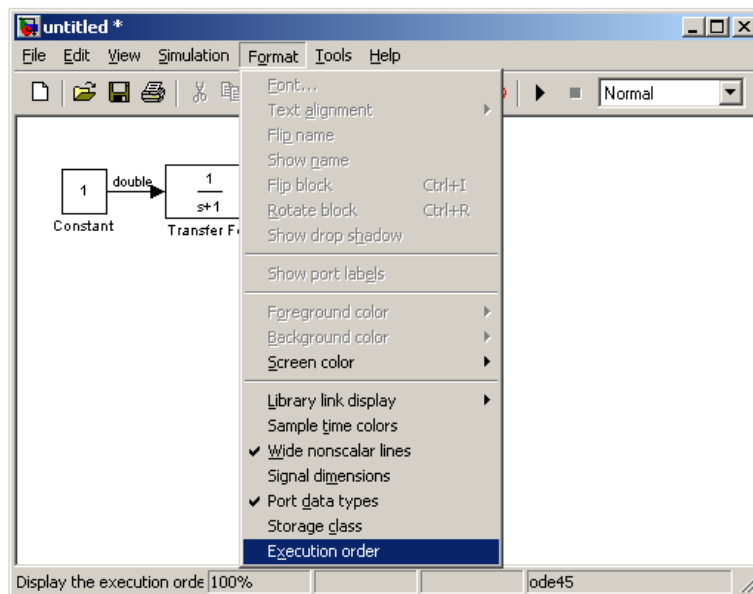 untitled *
File Edit View Simulation Format Tools Help
Normal
Font...
Text alignment
Flip name
Show name
Flip block Ctrl+I
Rotate block Ctrl+R
Show drop shadow
Show port labels
Foreground color
Background color
Screen color
Library link display
Sample time colors
Wide nonscalar lines
Signal dimensions
Port data types
Storage class
Execution order
1
double
1
s+1
Constant
Transfer F
Display the execution orde 100% ode45